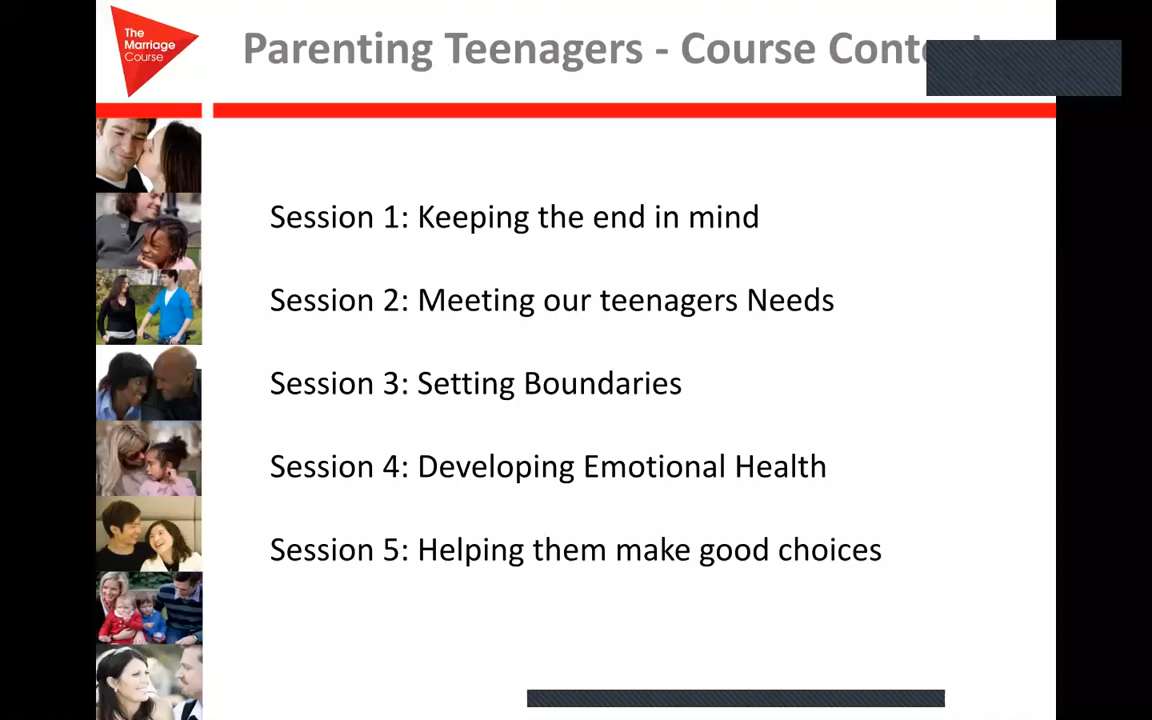 The
Marriage
Course
Parenting Teenagers - Course
Session 1: Keeping the end in mind
Session 2: Meeting our teenagers Needs
Session 3: Setting Boundaries
Session 4: Developing Emotional Health
Session 5: Helping them make good choices